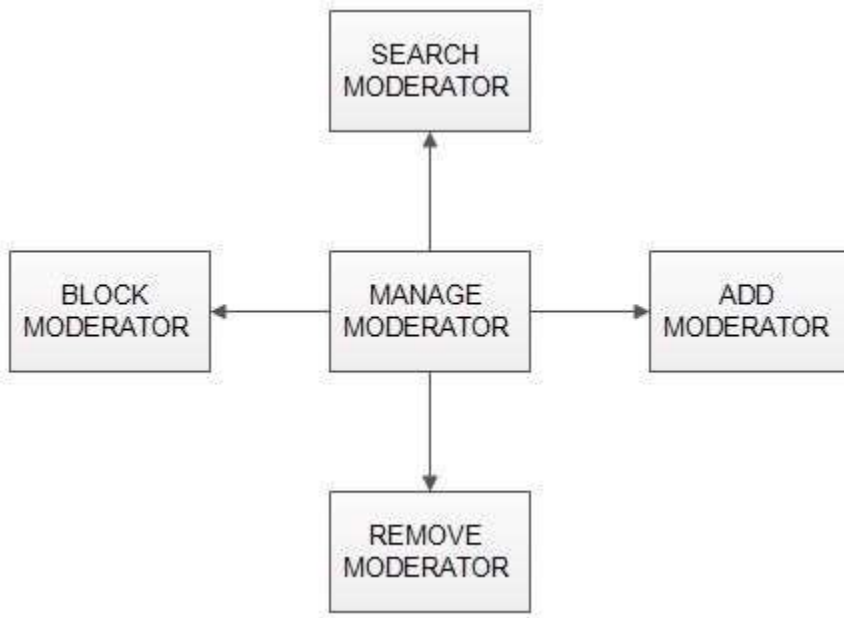 SEARCH
MODERATOR
BLOCK
MODERATOR
MANAGE
MODERATOR
ADD
MODERATOR
REMOVE
MODERATOR